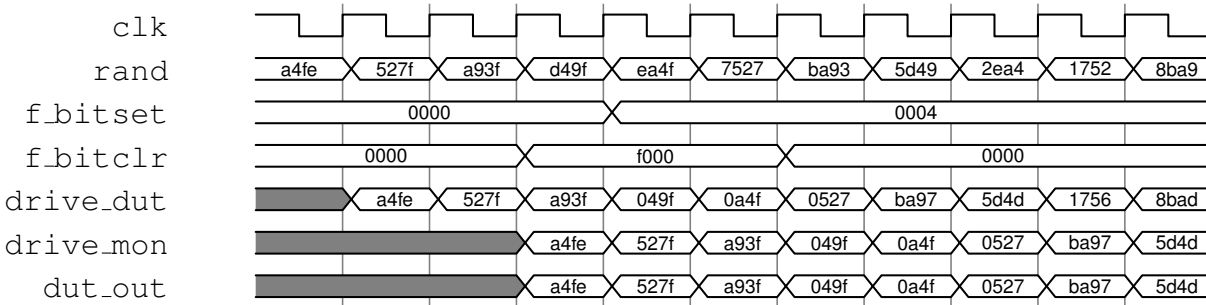 clk
rand a4fe 527f a93f d49f ea4f 7527 ba93 5d49 2ea4 1752 8ba9
f_bitset 0000 0004
f_bitclr 0000 f000 0000
drive_dut a4fe 527f a93f 049f 0a4f 0527 ba97 5d4d 1756 8bad
drive_mon a4fe 527f a93f 049f 0a4f 0527 ba97 5d4d
dut_out a4fe 527f a93f 049f 0a4f 0527 ba97 5d4d